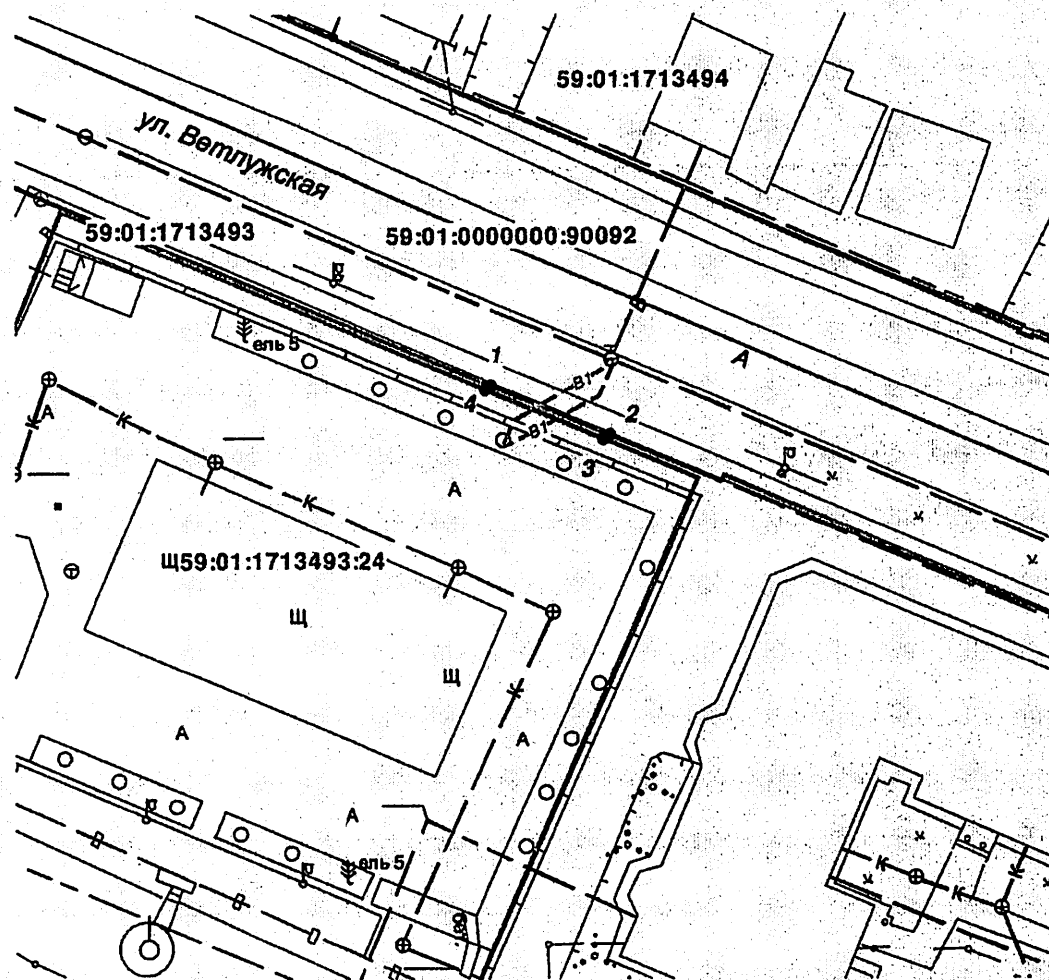 59:01:1713494
ул. Ветлужская
59:01:1713493
59:01:0000000:90092
В
В
ель 5
1
В1
А
4
2
В1
3
А
К
К
А
К
Щ59:01:1713493:24
Щ
Щ
К
А
А
А
ель 5
К
К
К